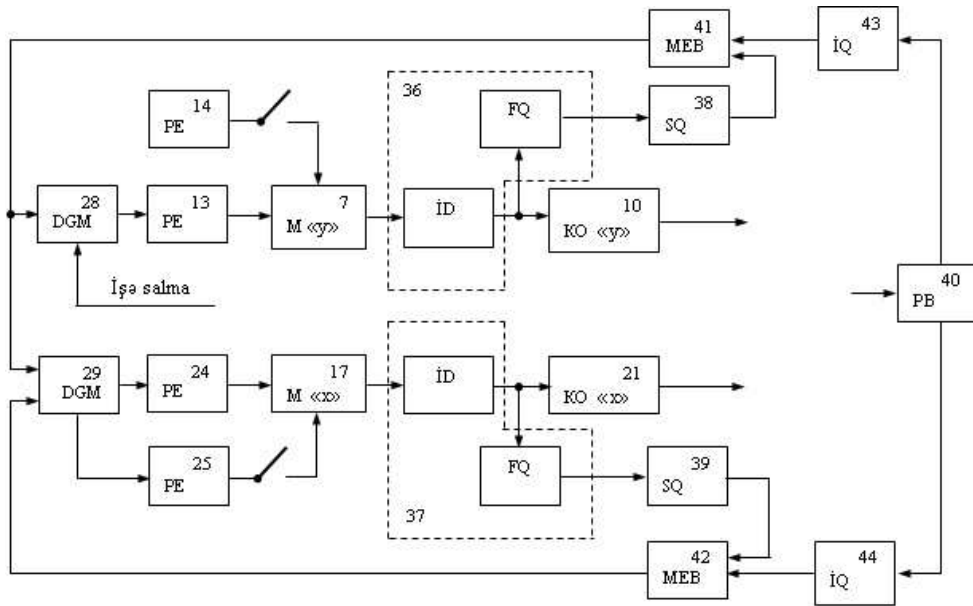 41
MEB
43
İQ
36
14
PE
FQ
38
SQ
28
DGM
13
PE
7
M «y»
İD
10
KO «y»
İşə salma
40
PB
29
DGM
24
PE
17
M «x»
İD
21
KO «x»
25
PE
FQ
39
SQ
37
42
MEB
44
İQ